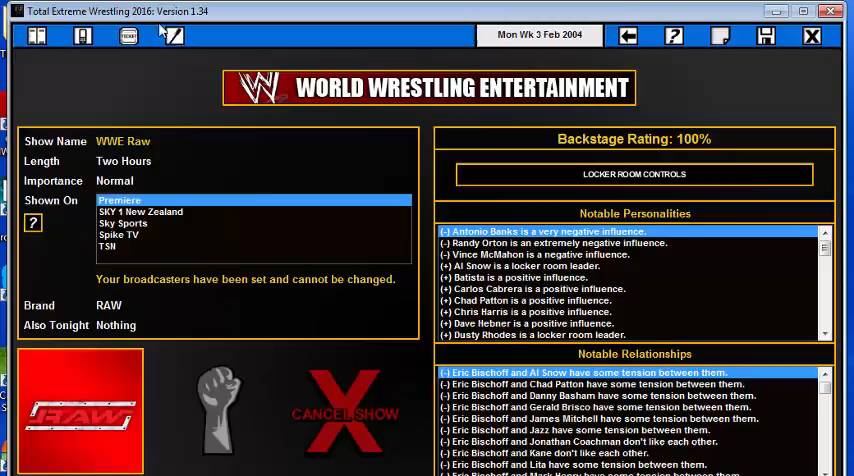 Total Extreme Wrestling 2016: Version 1.34
TICKET
Mon Wk 3 Feb 2004
?
X
W WORLD WRESTLING ENTERTAINMENT
Show Name WWE Raw
Length Two Hours
Importance Normal
Shown On Premiere
SKY 1 New Zealand
Sky Sports
Spike TV
TSN
?
Your broadcasters have been set and cannot be changed.
Brand RAW
Also Tonight Nothing
RAW
CANCEL SHOW
Backstage Rating: 100%
LOCKER ROOM CONTROLS
Notable Personalities
(-) Antonio Banks is a very negative influence.
(-) Randy Orton is an extremely negative influence.
(-) Vince McMahon is a negative influence.
(+) Al Snow is a locker room leader.
(+) Batista is a positive influence.
(+) Carlos Cabrera is a positive influence.
(+) Chad Patton is a positive influence.
(+) Chris Harris is a positive influence.
(+) Dave Hebner is a positive influence.
(+) Dusty Rhodes is a locker room leader.
Notable Relationships
(-) Eric Bischoff and Al Snow have some tension between them.
(-) Eric Bischoff and Chad Patton have some tension between them.
(-) Eric Bischoff and Danny Basham have some tension between them.
(-) Eric Bischoff and Gerald Brisco have some tension between them.
(-) Eric Bischoff and James Mitchell have some tension between them.
(-) Eric Bischoff and Jazz have some tension between them.
(-) Eric Bischoff and Jonathan Coachman don't like each other.
(-) Eric Bischoff and Kane don't like each other.
(-) Eric Bischoff and Lita have some tension between them.
(-) Eric Bischoff and Mark Henry have some tension between them.